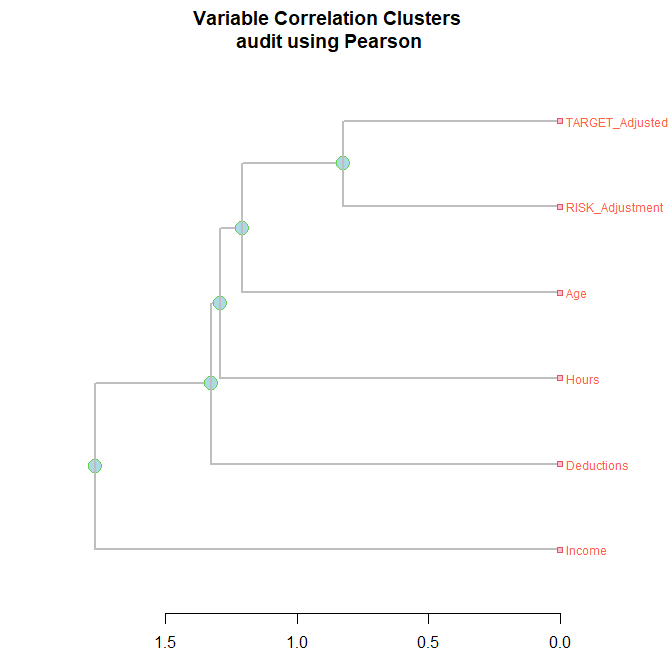 Variable Correlation Clusters
audit using Pearson
TARGET_Adjusted
RISK_Adjustment
Age
Hours
Deductions
Income
1.5 1.0 0.5 0.0